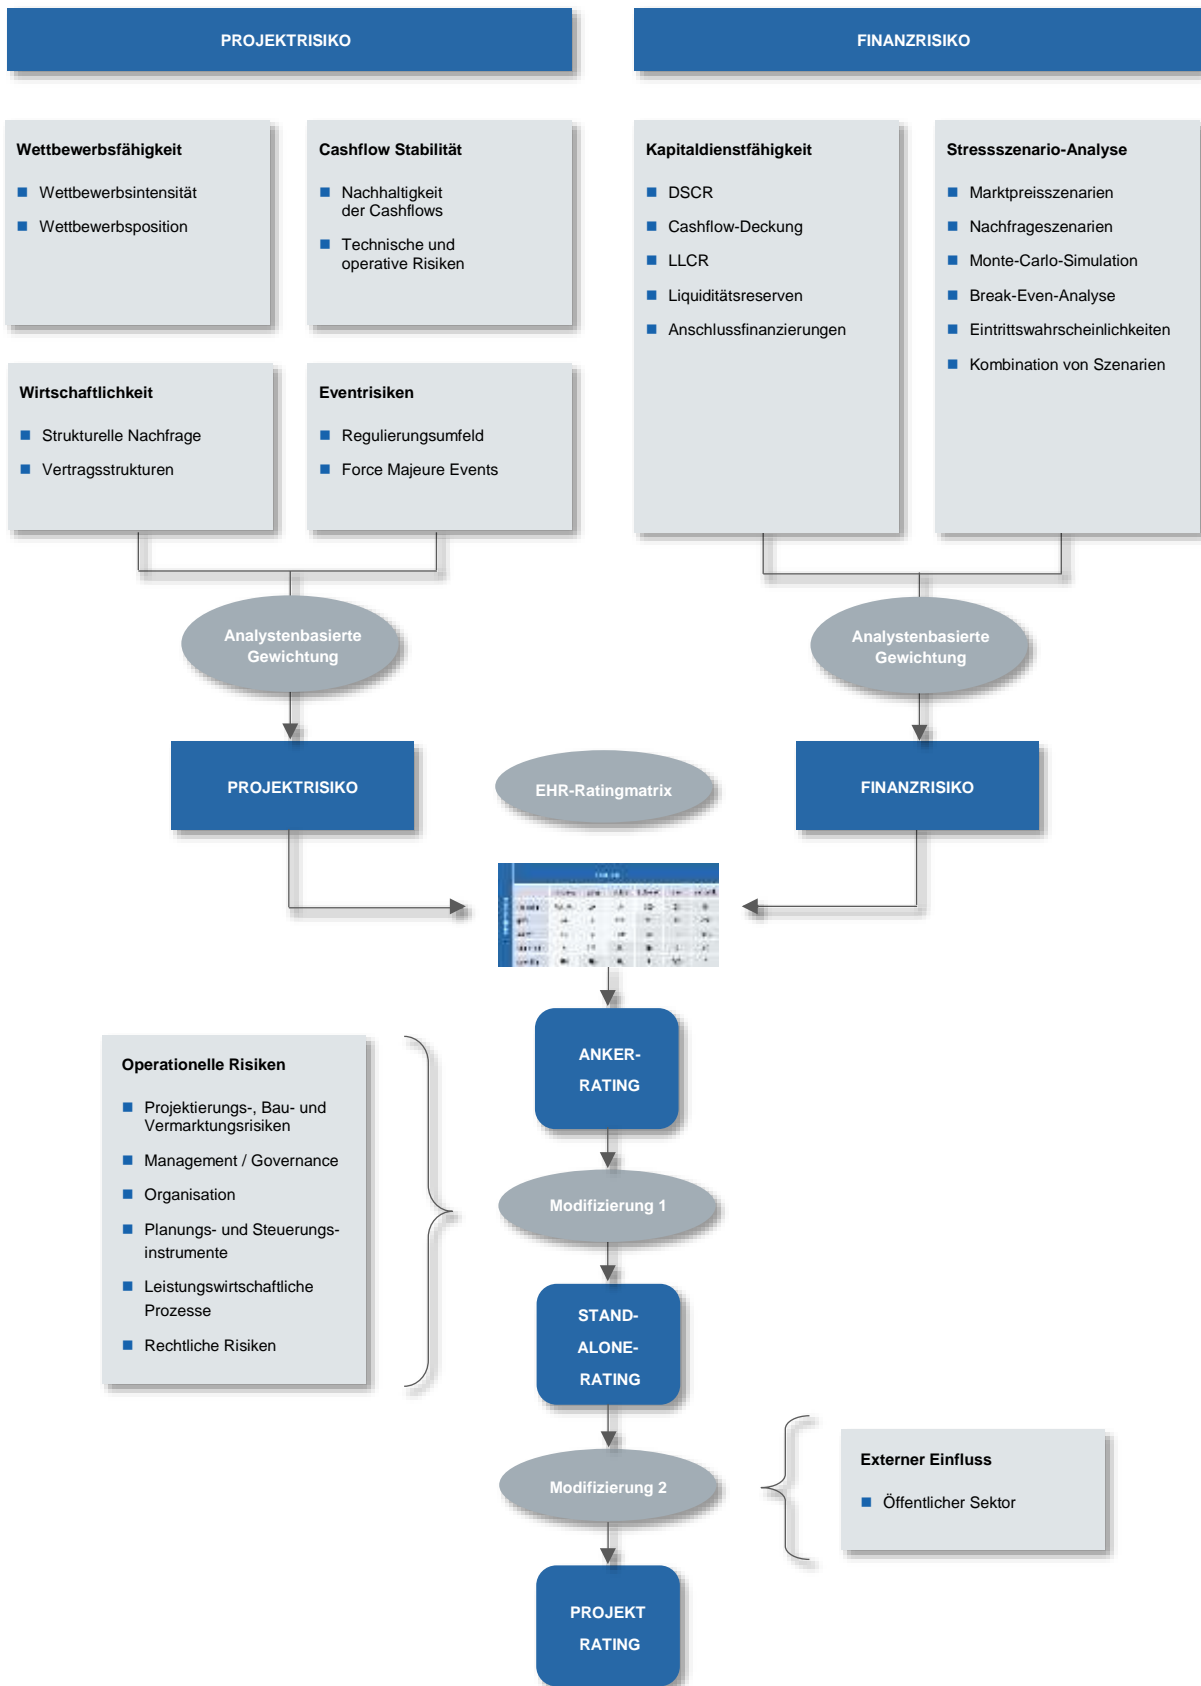 PROJEKTRISIKO
FINANZRISIKO
Wettbewerbsfähigkeit
Wettbewerbsintensität
Wettbewerbsposition
Cashflow Stabilität
Nachhaltigkeit
der Cashflows
Technische und
operative Risiken
Wirtschaftlichkeit
Strukturelle Nachfrage
Vertragsstrukturen
Eventrisiken
Regulierungsumfeld
Force Majeure Events
Kapitaldienstfähigkeit
DSCR
Cashflow-Deckung
LLCR
Liquiditätsreserven
Anschlussfinanzierungen
Stressszenario-Analyse
Marktpreisszenarien
Nachfrageszenarien
Monte-Carlo-Simulation
Break-Even-Analyse
Eintrittswahrscheinlichkeiten
Kombination von Szenarien
Analystenbasierte
Gewichtung
Analystenbasierte
Gewichtung
PROJEKTRISIKO
EHR-Ratingmatrix
FINANZRISIKO
ANKER-
RATING
Operationelle Risiken
Projektierungs-, Bau- und
Vermarktungsrisiken
Management / Governance
Organisation
Planungs- und Steuerungs-
instrumente
Leistungswirtschaftliche
Prozesse
Rechtliche Risiken
Modifizierung 1
STAND-
ALONE-
RATING
Modifizierung 2
Externer Einfluss
Öffentlicher Sektor
PROJEKT
RATING